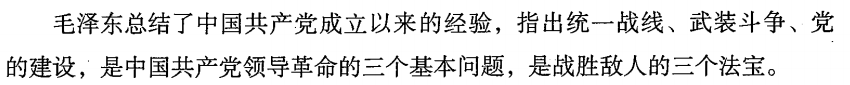 毛泽东总结了中国共产党成立以来的经验，指出统一战线、武装斗争、党
的建设，是中国共产党领导革命的三个基本问题，是战胜敌人的三个法宝。